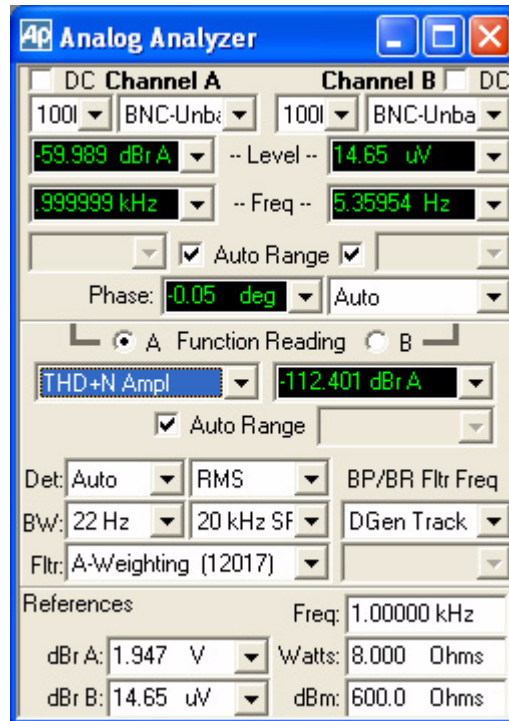 Ap Analog Analyzer
DC Channel A Channel B DC
BNC-Unba BNC-Unba
-59.989 dBr A -- Level -- 14.65 uV
.999999 kHz -- Freq -- 5.35954 Hz
Auto Range
Phase: -0.05 deg Auto
A Function Reading B
THD+N Ampl -112.401 dBr A
Auto Range
Det: Auto RMS BP/BR Fltr Freq
BW: 22 Hz 20 kHz SF DGen Track
Fltr: A-Weighting (12017)
References Freq: 1.00000 kHz
dBr A: 1.947 V Watts: 8.000 Ohms
dBr B: 14.65 uV dBm: 600.0 Ohms